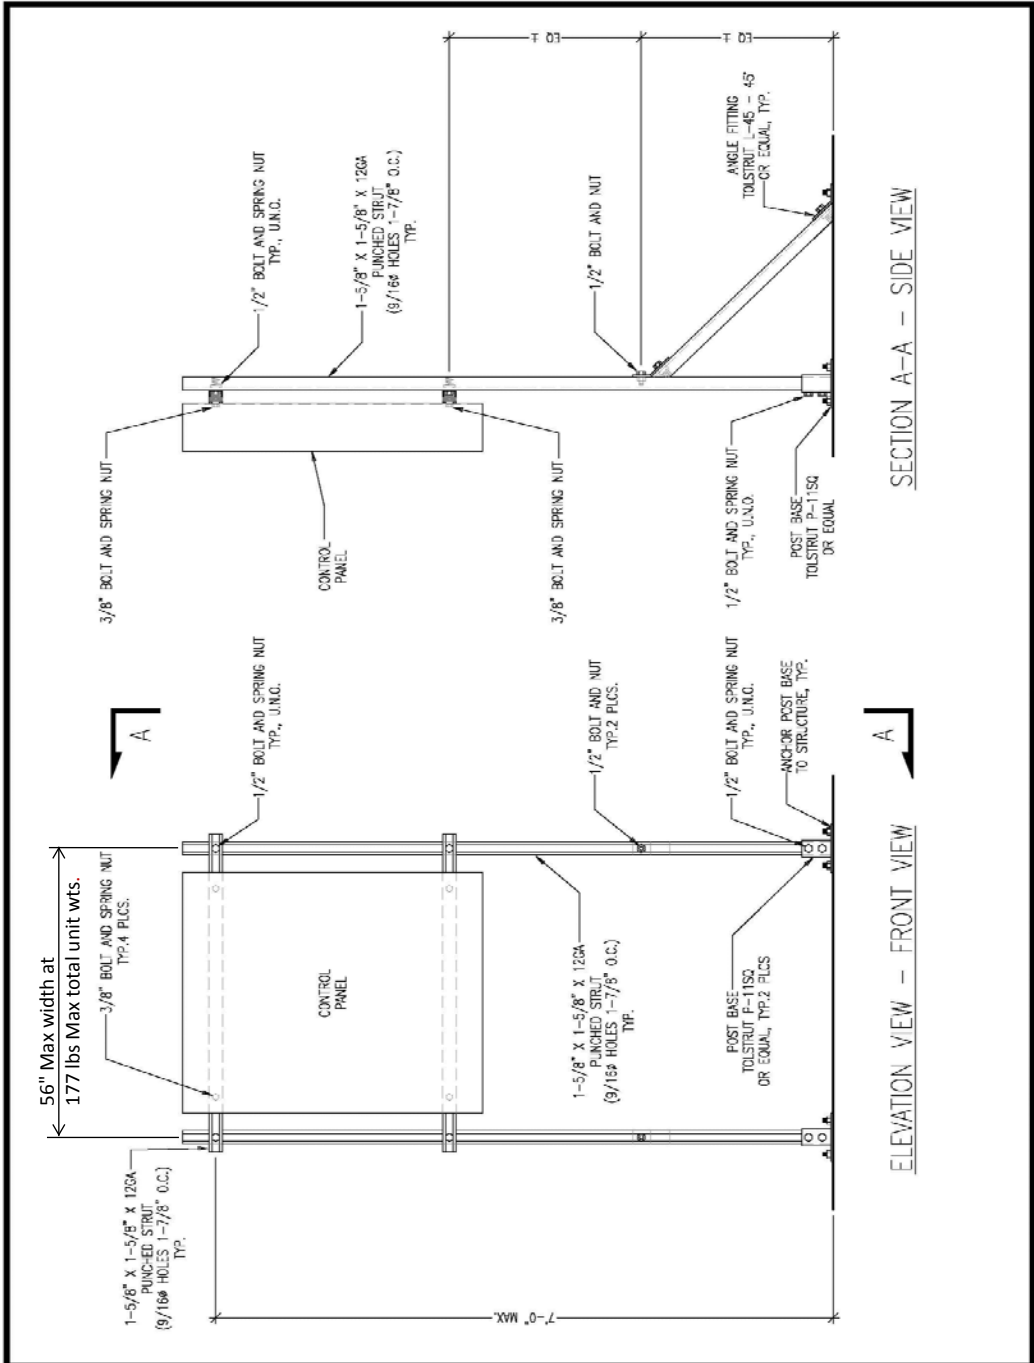 56" Max width at
177 lbs Max total unit wts.
1-5/8" X 1-5/8" X 12GA
PUNCHED STRUT
(9/16ø HOLES 1-7/8" O.C.)
TYP.
3/8" BOLT AND SPRING NUT
TYP.4 PLCS.
1/2" BOLT AND SPRING NUT
TYP., U.N.O.
CONTROL
PANEL
7'-0" MAX.
1-5/8" X 1-5/8" X 12GA
PUNCHED STRUT
(9/16ø HOLES 1-7/8" O.C.)
TYP.
1/2" BOLT AND NUT
TYP.2 PLCS.
POST BASE
TOLSTRUT P-11SQ
OR EQUAL, TYP.2 PLCS
1/2" BOLT AND SPRING NUT
TYP., U.N.O.
ANCHOR POST BASE
TO STRUCTURE, TYP.
A
A
ELEVATION VIEW - FRONT VIEW
3/8" BOLT AND SPRING NUT
1/2" BOLT AND SPRING NUT
TYP., U.N.O.
1-5/8" X 1-5/8" X 12GA
PUNCHED STRUT
(9/16ø HOLES 1-7/8" O.C.)
TYP.
CONTROL
PANEL
3/8" BOLT AND SPRING NUT
1/2" BOLT AND NUT
EQ ±
EQ ±
1/2" BOLT AND SPRING NUT
TYP., U.N.O.
POST BASE
TOLSTRUT P-11SQ
OR EQUAL
ANGLE FITTING
TOLSTRUT L-45 - 45°
OR EQUAL, TYP.
SECTION A-A - SIDE VIEW